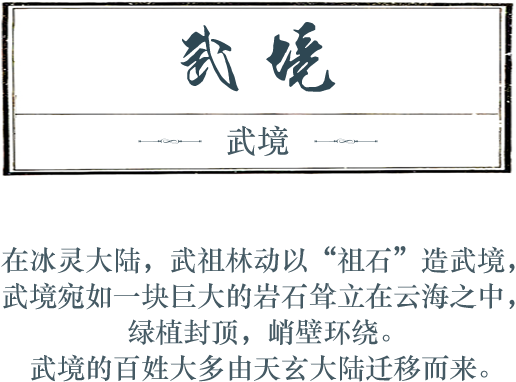 武境
武境
在冰灵大陆，武祖林动以“祖石”造武境，
武境宛如一块巨大的岩石耸立在云海之中，
绿植封顶，峭壁环绕。
武境的百姓大多由天玄大陆迁移而来。